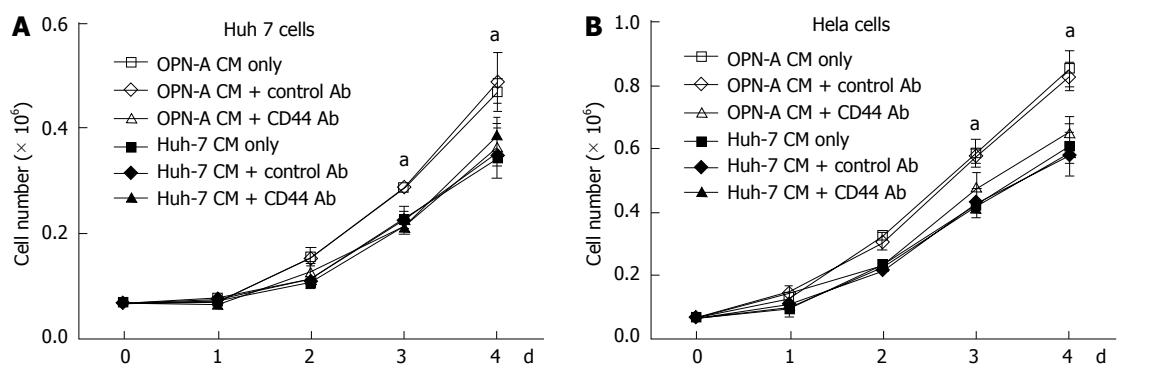 A
Huh 7 cells
OPN-A CM only
OPN-A CM + control Ab
OPN-A CM + CD44 Ab
Huh-7 CM only
Huh-7 CM + control Ab
Huh-7 CM + CD44 Ab
Cell number (× 10⁶)
0.6
0.4
0.2
0.0
a
a
0 1 2 3 4 d
B
Hela cells
OPN-A CM only
OPN-A CM + control Ab
OPN-A CM + CD44 Ab
Huh-7 CM only
Huh-7 CM + control Ab
Huh-7 CM + CD44 Ab
Cell number (× 10⁶)
1.0
0.8
0.6
0.4
0.2
0.0
a
a
0 1 2 3 4 d